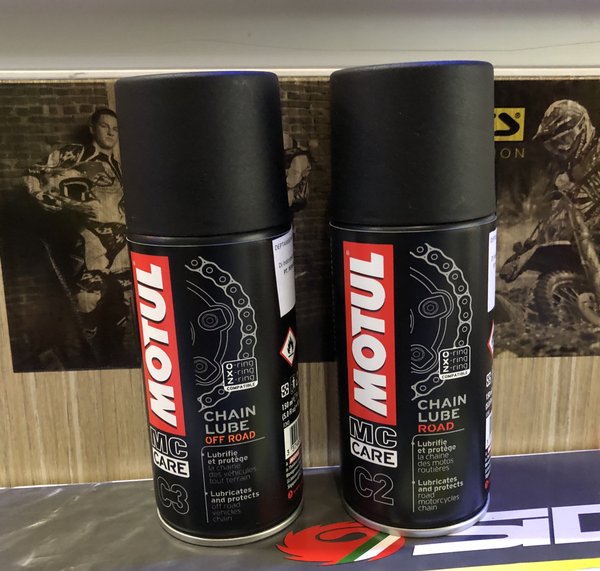 MOTUL
MC
CARE
C3
NXO-ring
-ring
-ring
COMPATIBLE
CHAIN
LUBE
OFF ROAD
Lubrifie
et protège
la chaîne
des véhicules
tout terrain
Lubricates
and protects
off road
vehicles
chain
MOTUL
MC
CARE
C2
NXO-ring
-ring
-ring
COMPATIBLE
CHAIN
LUBE
ROAD
Lubrifie
et protège
la chaîne
des motos
routières
Lubricates
and protects
road
motorcycles
chain